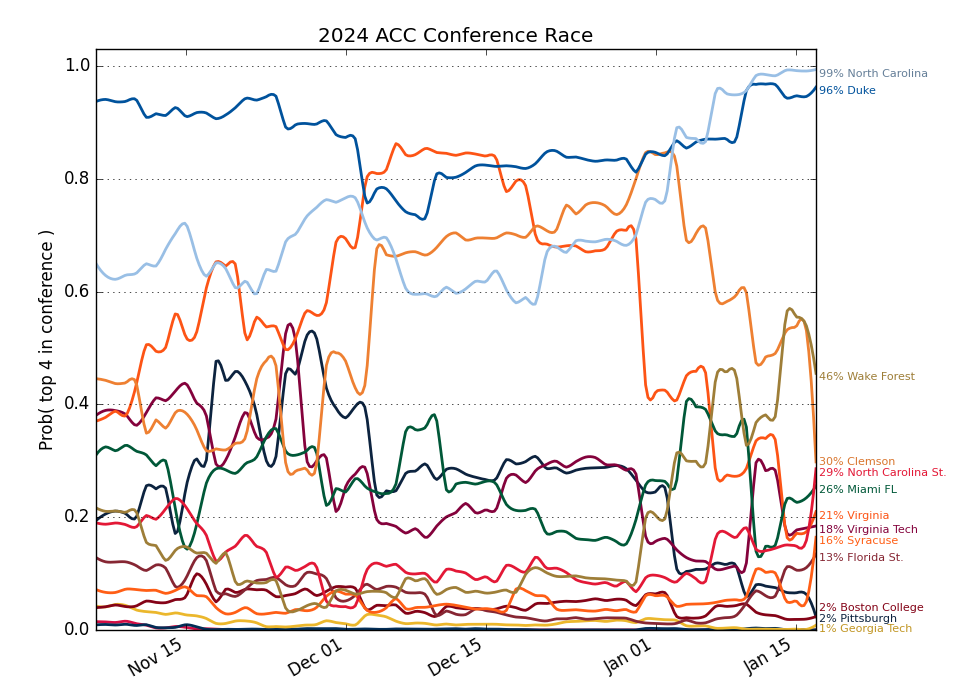 2024 ACC Conference Race
Prob( top 4 in conference )
1.0
0.8
0.6
0.4
0.2
0.0
Nov 15
Dec 01
Dec 15
Jan 01
Jan 15
99% North Carolina
96% Duke
46% Wake Forest
30% Clemson
29% North Carolina St.
26% Miami FL
21% Virginia
18% Virginia Tech
16% Syracuse
13% Florida St.
2% Boston College
2% Pittsburgh
1% Georgia Tech